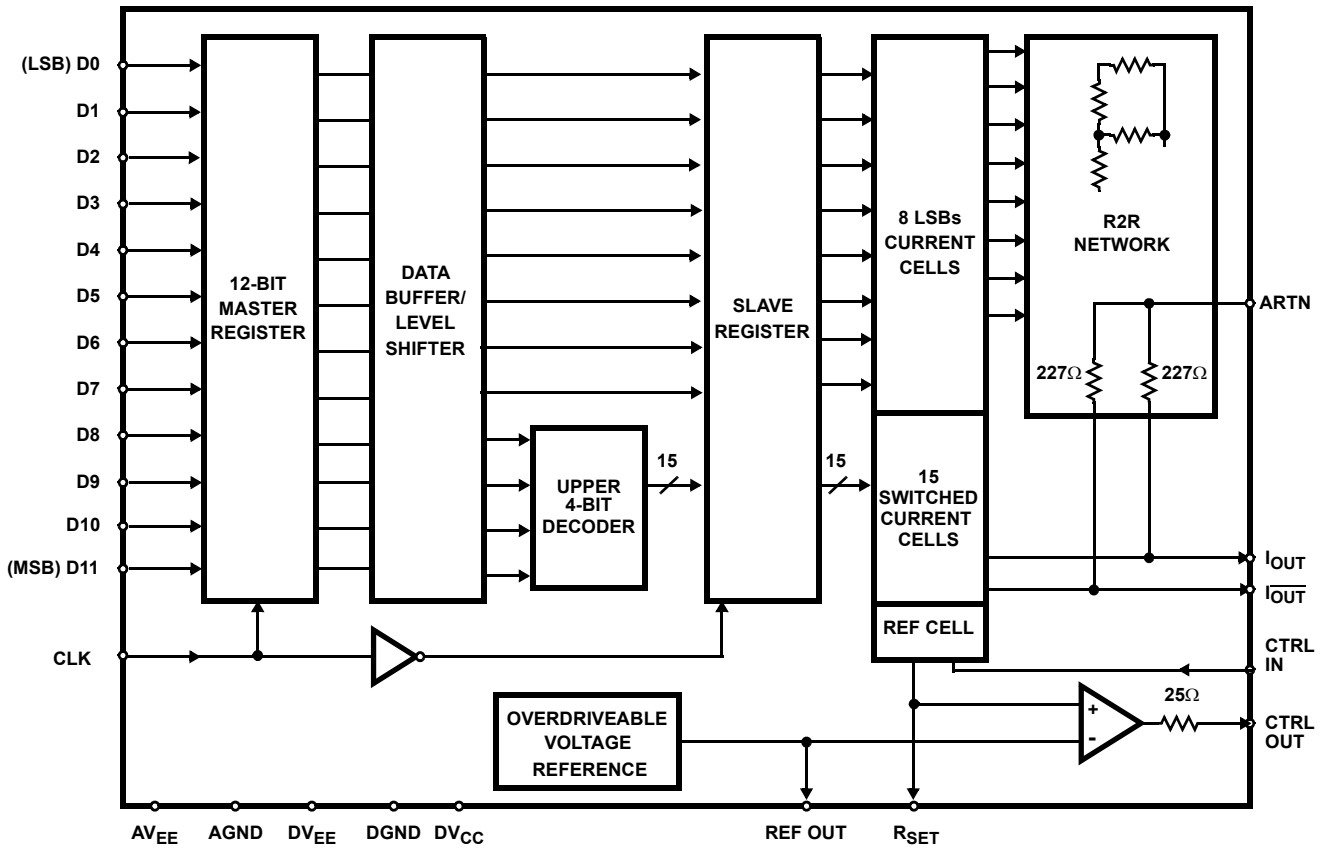 (LSB) D0
D1
D2
D3
D4
D5
D6
D7
D8
D9
D10
(MSB) D11
CLK
12-BIT
MASTER
REGISTER
DATA
BUFFER/
LEVEL
SHIFTER
UPPER
4-BIT
DECODER
15
SLAVE
REGISTER
15
8 LSBs
CURRENT
CELLS
15
SWITCHED
CURRENT
CELLS
REF CELL
R2R
NETWORK
227Ω
227Ω
ARTN
IOUT
IOUT
CTRL
IN
25Ω
CTRL
OUT
+
-
OVERDRIVEABLE
VOLTAGE
REFERENCE
AVEE
AGND
DVEE
DGND
DVCC
REF OUT
RSET